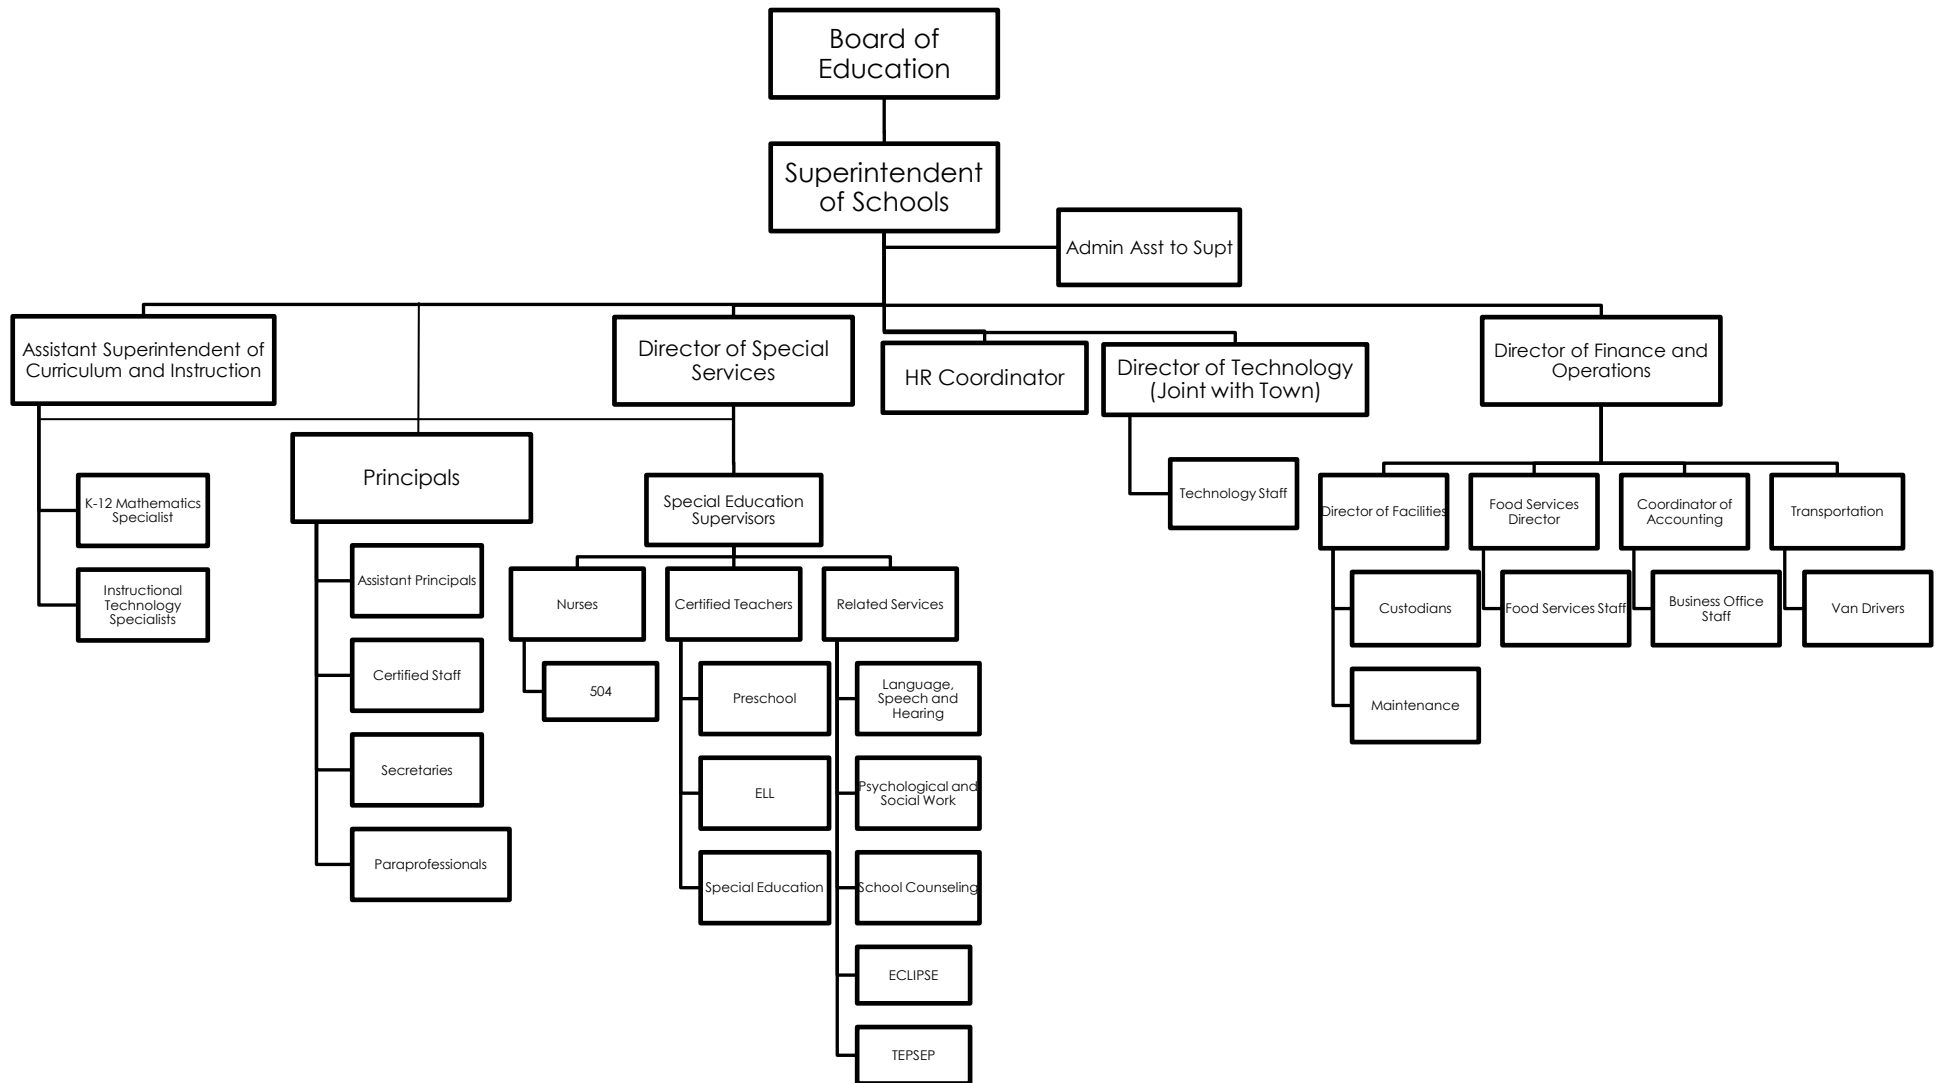 Board of
Education
Superintendent
of Schools
Admin Asst to Supt
Assistant Superintendent of
Curriculum and Instruction
Director of Special
Services
HR Coordinator
Director of Technology
(Joint with Town)
Director of Finance and
Operations
K-12 Mathematics
Specialist
Instructional
Technology
Specialists
Principals
Assistant Principals
Certified Staff
Secretaries
Paraprofessionals
Special Education
Supervisors
Nurses
504
Certified Teachers
Preschool
ELL
Special Education
Related Services
Language,
Speech and
Hearing
Psychological and
Social Work
School Counseling
ECLIPSE
TEPSEP
Technology Staff
Director of Facilities
Custodians
Maintenance
Food Services
Director
Food Services Staff
Coordinator of
Accounting
Business Office
Staff
Transportation
Van Drivers